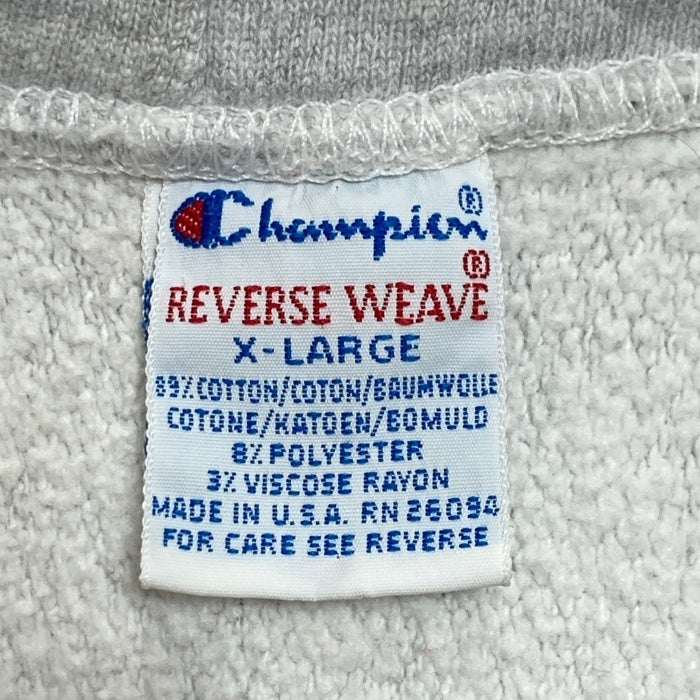 Champion®
REVERSE WEAVE®
X-LARGE
89% COTTON/COTON/BAUMWOLLE
COTONE/KATOEN/BOMULD
8% POLYESTER
3% VISCOSE RAYON
MADE IN U.S.A. RN 26094
FOR CARE SEE REVERSE